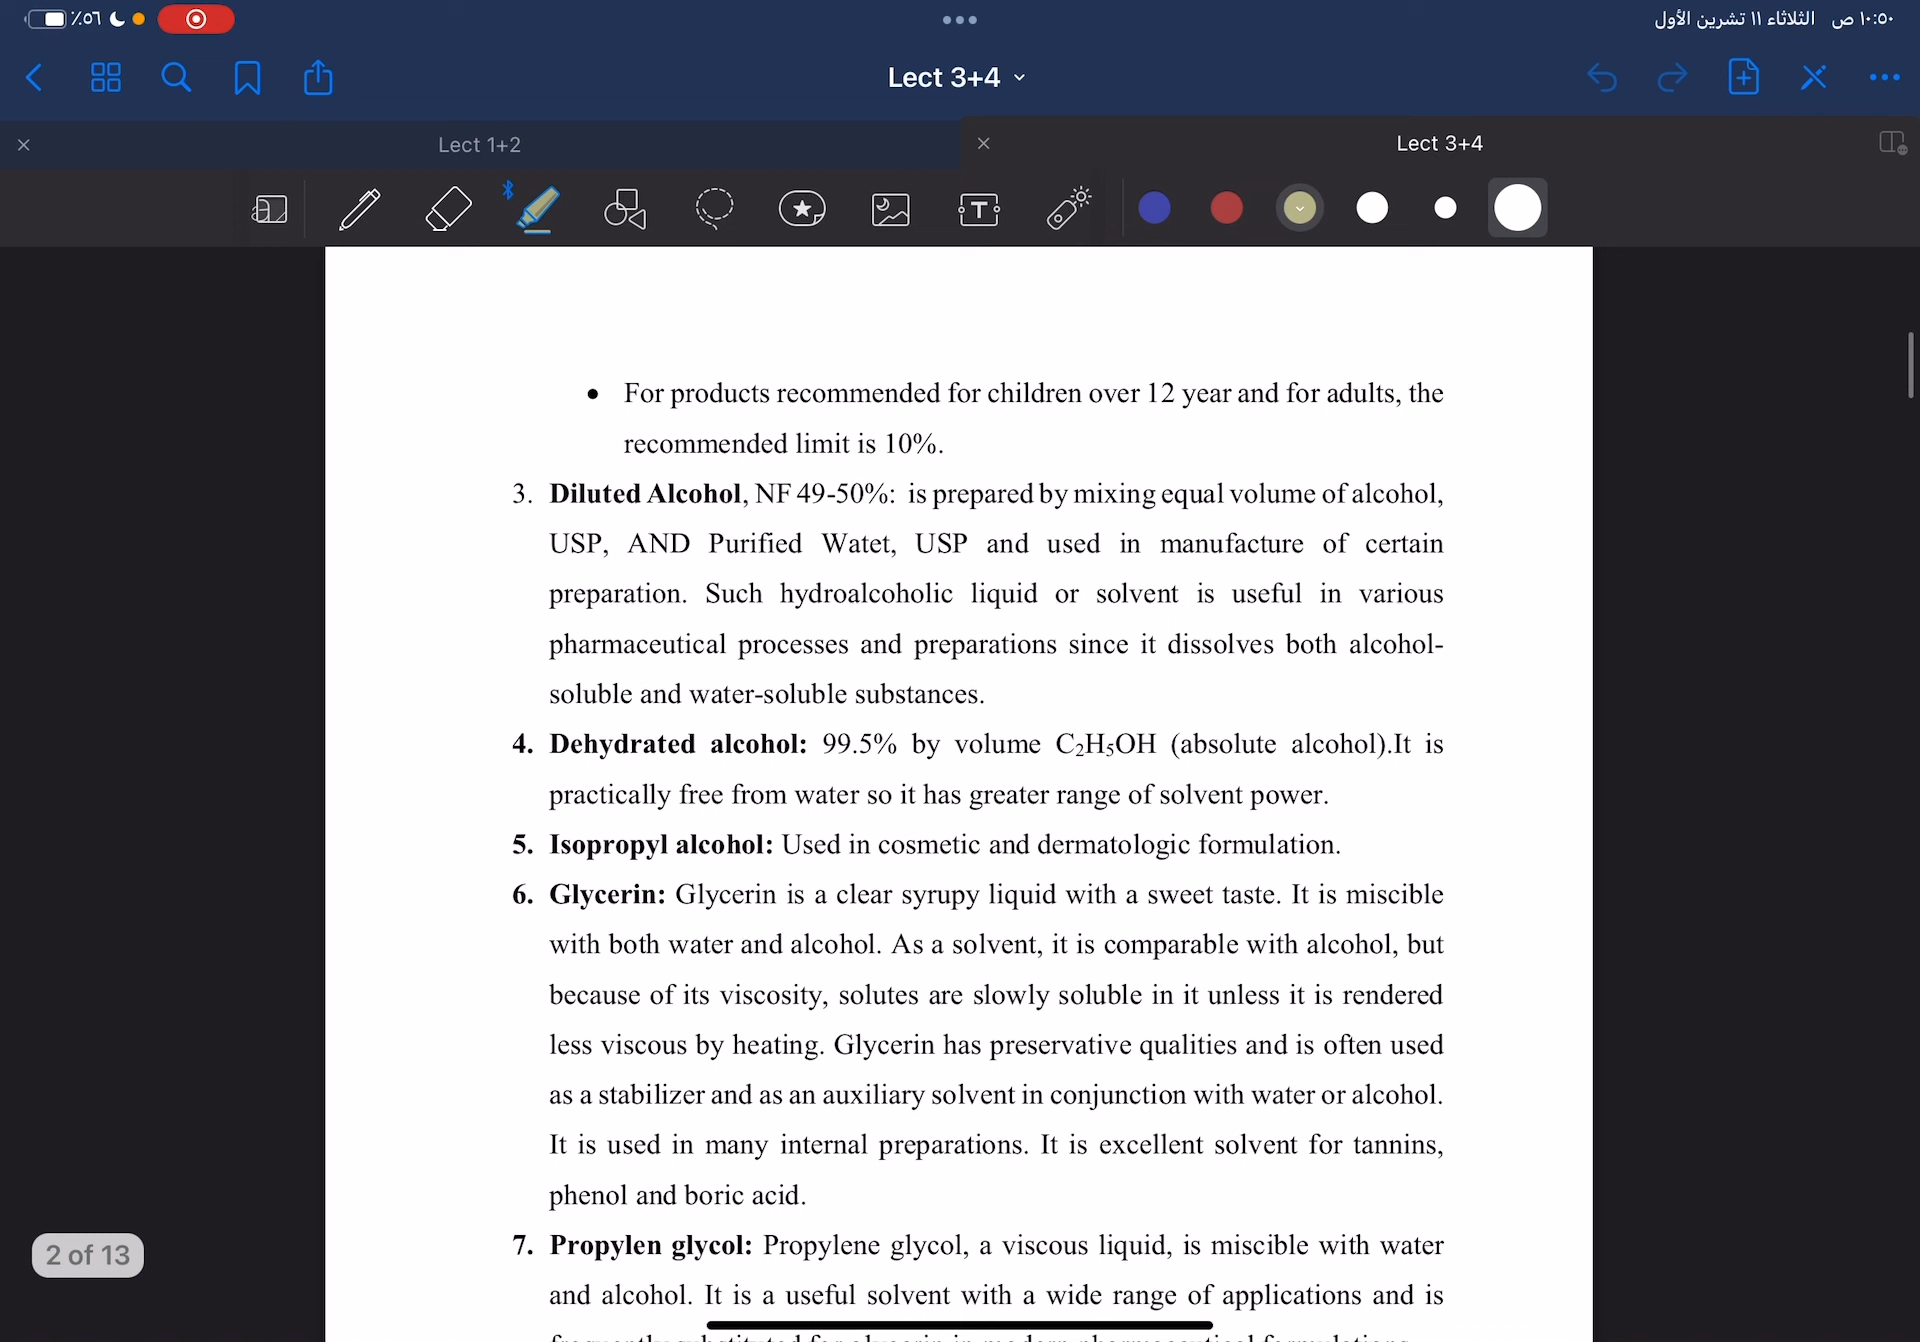 ٪٥٦
١٠:٥٠ ص الثلاثاء ١١ تشرين الأول
Lect 3+4
Lect 1+2
Lect 3+4
T
• For products recommended for children over 12 year and for adults, the
recommended limit is 10%.
3. Diluted Alcohol, NF 49-50%: is prepared by mixing equal volume of alcohol,
USP, AND Purified Watet, USP and used in manufacture of certain
preparation. Such hydroalcoholic liquid or solvent is useful in various
pharmaceutical processes and preparations since it dissolves both alcohol-
soluble and water-soluble substances.
4. Dehydrated alcohol: 99.5% by volume C₂H₅OH (absolute alcohol).It is
practically free from water so it has greater range of solvent power.
5. Isopropyl alcohol: Used in cosmetic and dermatologic formulation.
6. Glycerin: Glycerin is a clear syrupy liquid with a sweet taste. It is miscible
with both water and alcohol. As a solvent, it is comparable with alcohol, but
because of its viscosity, solutes are slowly soluble in it unless it is rendered
less viscous by heating. Glycerin has preservative qualities and is often used
as a stabilizer and as an auxiliary solvent in conjunction with water or alcohol.
It is used in many internal preparations. It is excellent solvent for tannins,
phenol and boric acid.
7. Propylen glycol: Propylene glycol, a viscous liquid, is miscible with water
and alcohol. It is a useful solvent with a wide range of applications and is
2 of 13